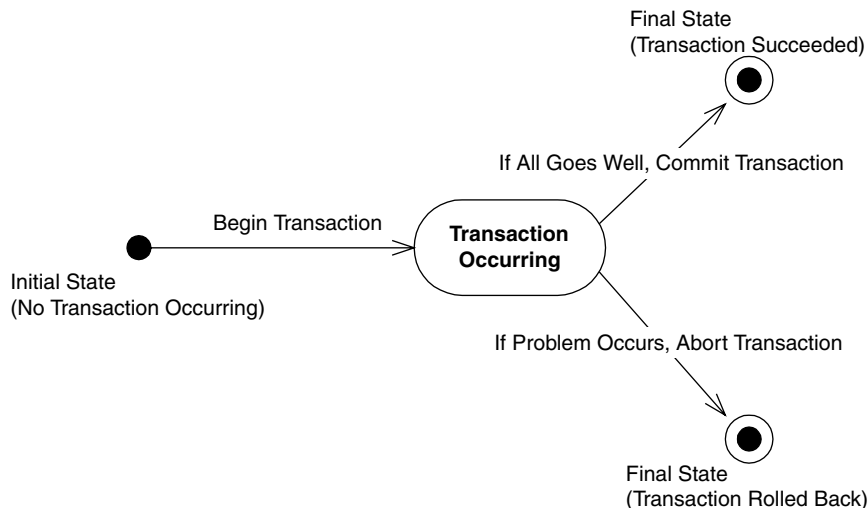 Final State
(Transaction Succeeded)
If All Goes Well, Commit Transaction
Begin Transaction
Transaction
Occurring
Initial State
(No Transaction Occurring)
If Problem Occurs, Abort Transaction
Final State
(Transaction Rolled Back)